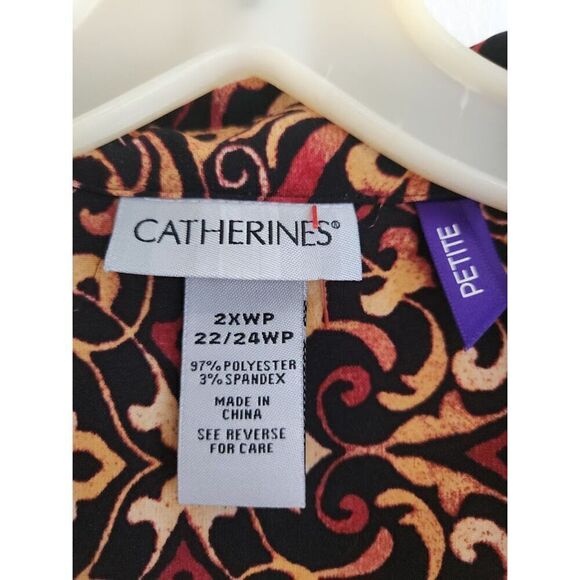 CATHERINES®
PETITE
2XWP
22/24WP
97% POLYESTER
3% SPANDEX
MADE IN
CHINA
SEE REVERSE
FOR CARE